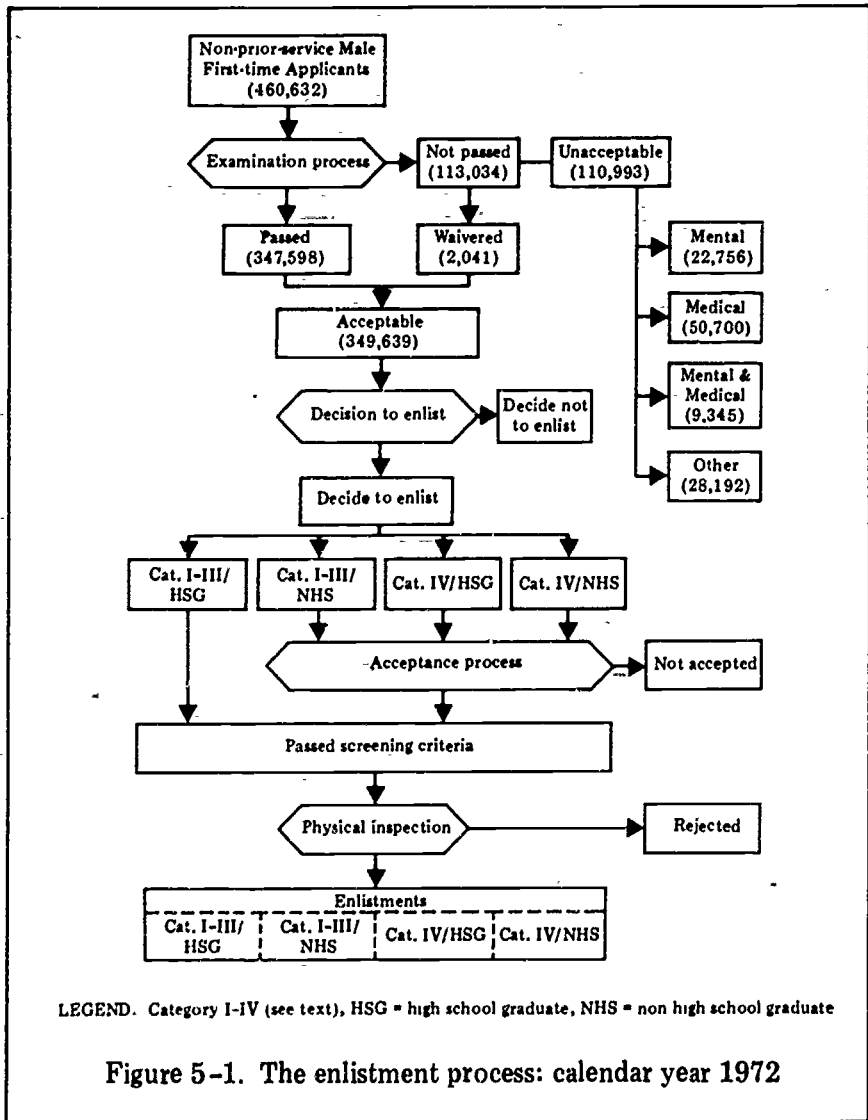 Non-prior-service Male
First-time Applicants
(460,632)
Examination process
Not passed
(113,034)
Unacceptable
(110,993)
Passed
(347,598)
Waivered
(2,041)
Mental
(22,756)
Medical
(50,700)
Mental &
Medical
(9,345)
Other
(28,192)
Acceptable
(349,639)
Decision to enlist
Decide not
to enlist
Decide to enlist
Cat. I-III/
HSG
Cat. I-III/
NHS
Cat. IV/HSG
Cat. IV/NHS
Acceptance process
Not accepted
Passed screening criteria
Physical inspection
Rejected
Enlistments
Cat. I-III/
HSG
Cat. I-III/
NHS
Cat. IV/HSG
Cat. IV/NHS
LEGEND. Category I-IV (see text), HSG = high school graduate, NHS = non high school graduate
Figure 5-1. The enlistment process: calendar year 1972